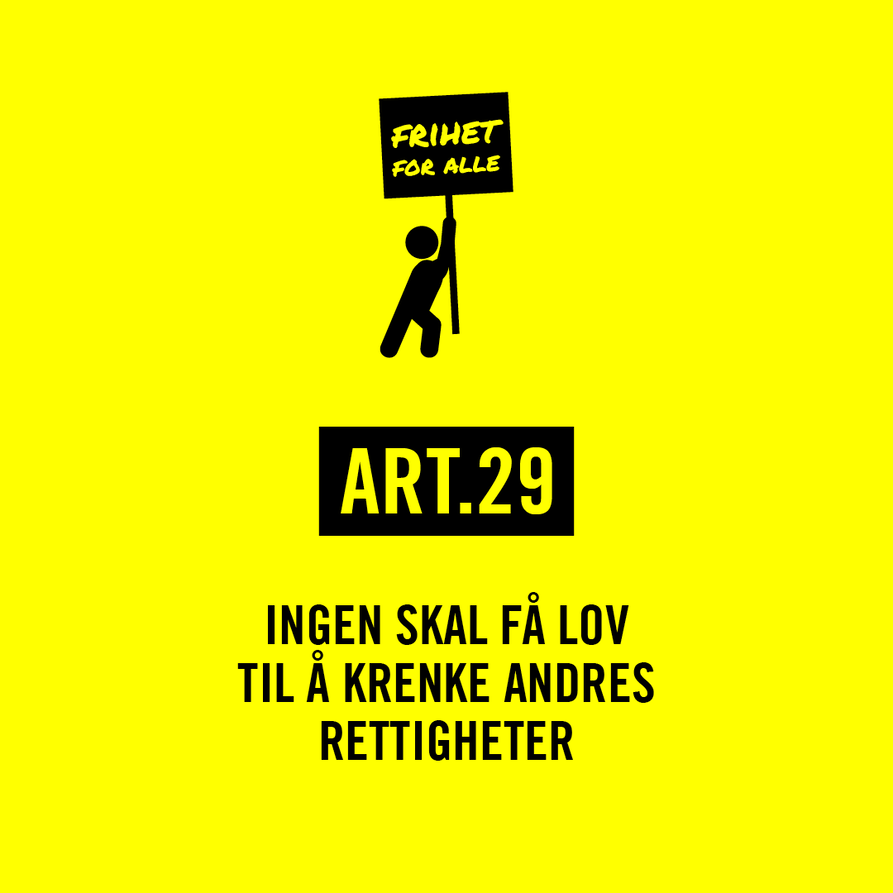 FRIHET
FOR ALLE
ART.29
INGEN SKAL FÅ LOV
TIL Å KRENKE ANDRES
RETTIGHETER